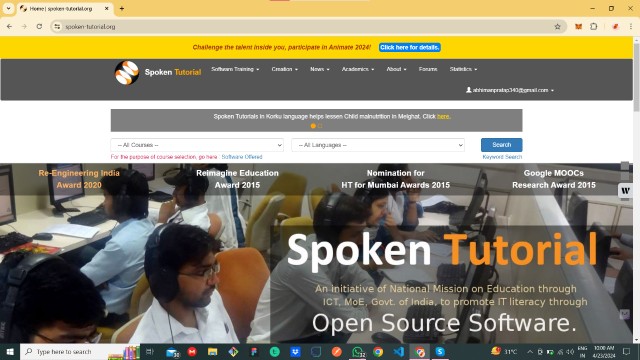 Home | spoken-tutorial.org
spoken-tutorial.org
Challenge the talent inside you, participate in Animate 2024! Click here for details.
Spoken Tutorial
Software Training Creation News Academics About Forums Statistics
abhimanpratap340@gmail.com
Spoken Tutorials in Korku language helps lessen Child malnutrition in Melghat. Click here.
-- All Courses -- -- All Languages -- Search
For the purpose of course selection, go here : Software Offered Keyword Search
Re-Engineering India Reimagine Education Nomination for Google MOOCs
Award 2020 Award 2015 HT for Mumbai Awards 2015 Research Award 2015
W
Spoken Tutorial
An initiative of National Mission on Education through
ICT, MoE, Govt. of India, to promote IT literacy through
Open Source Software.
Type here to search
31°C
ENG
IN
10:06 AM
4/23/2024